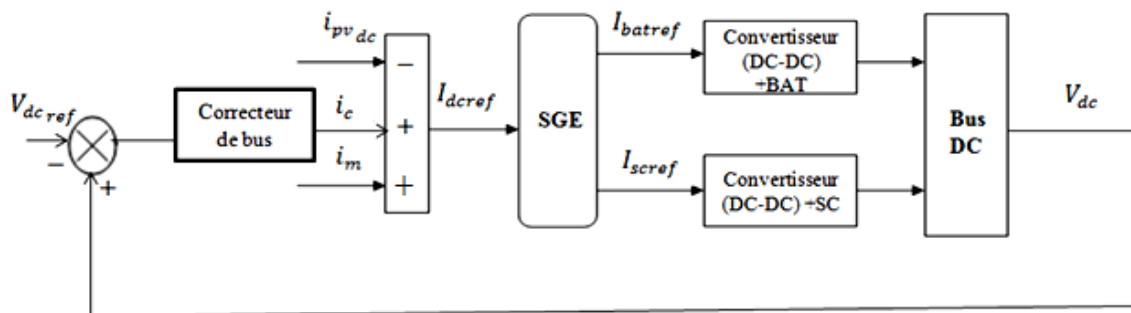 V_dc_ref
−
+
Correcteur
de bus
i_pv_dc
i_c
i_m
−
+
+
I_dcref
SGE
I_batref
I_scref
Convertisseur
(DC-DC)
+BAT
Convertisseur
(DC-DC) +SC
Bus
DC
V_dc